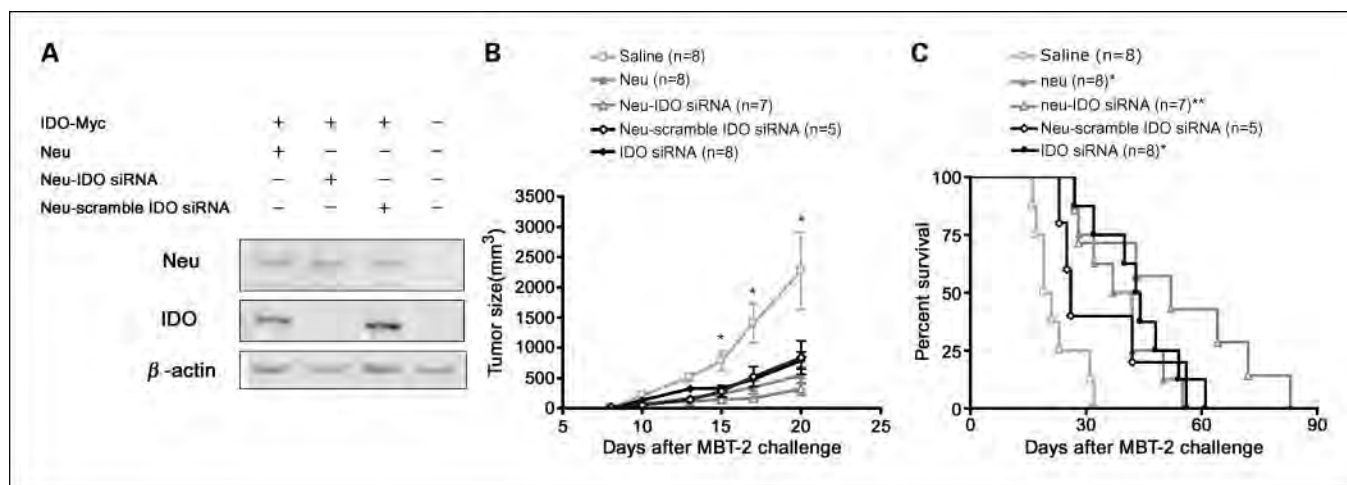 A
IDO-Myc + + + −
Neu + − − −
Neu-IDO siRNA − + − −
Neu-scramble IDO siRNA − − + −
Neu
IDO
β-actin
B
Saline (n=8)
Neu (n=8)
Neu-IDO siRNA (n=7)
Neu-scramble IDO siRNA (n=5)
IDO siRNA (n=8)
Tumor size(mm³)
3500
3000
2500
2000
1500
1000
500
0
* * *
5 10 15 20 25
Days after MBT-2 challenge
C
Saline (n=8)
neu (n=8)*
neu-IDO siRNA (n=7)**
Neu-scramble IDO siRNA (n=5)
IDO siRNA (n=8)*
Percent survival
100
75
50
25
0
0 30 60 90
Days after MBT-2 challenge